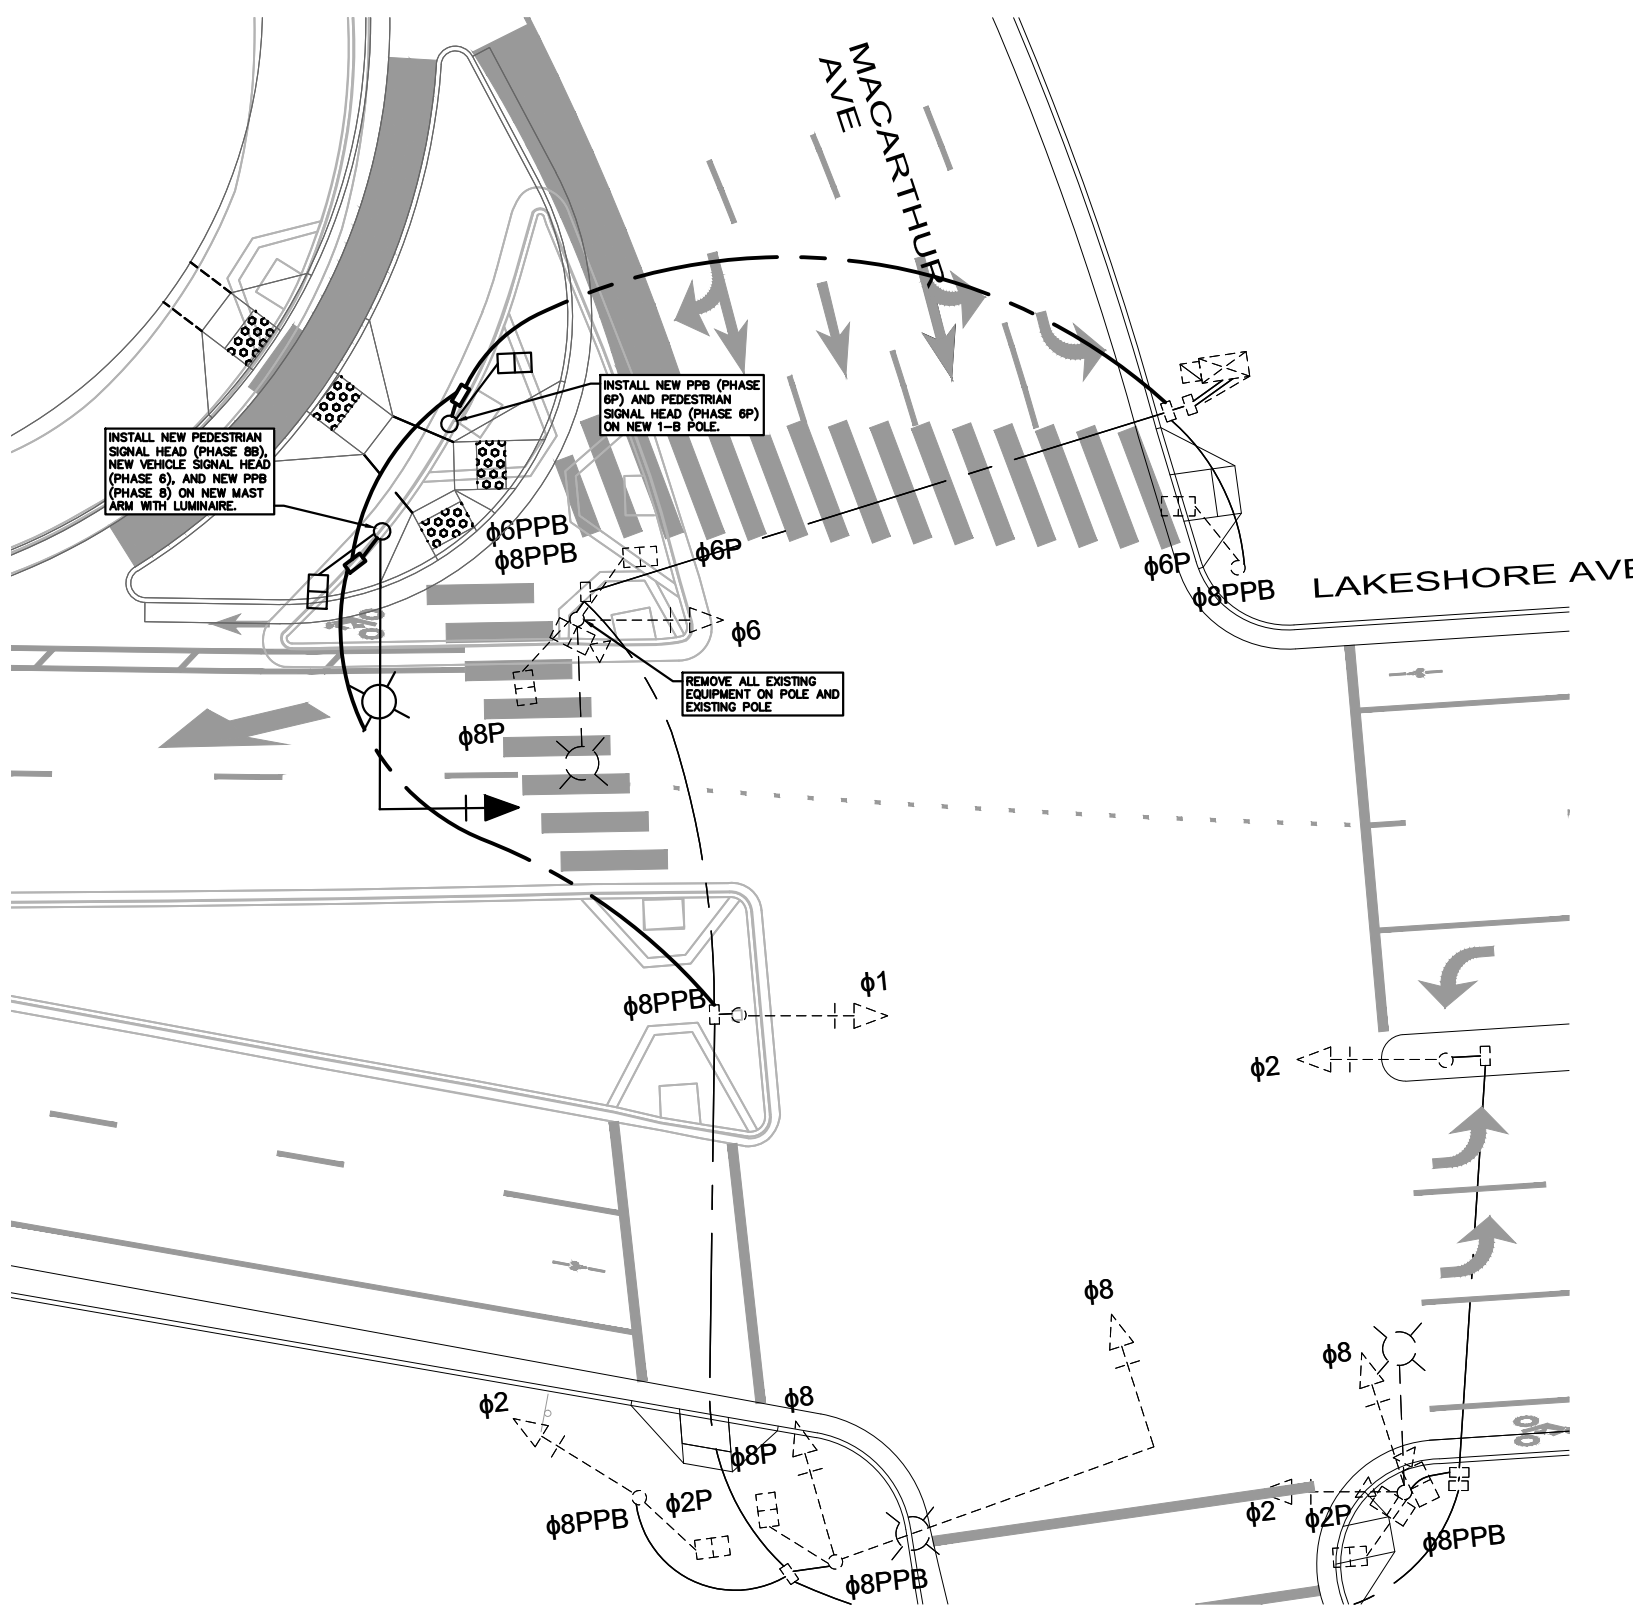 MACARTHUR
AVE
INSTALL NEW PPB (PHASE
6P) AND PEDESTRIAN
SIGNAL HEAD (PHASE 6P)
ON NEW 1-B POLE.
INSTALL NEW PEDESTRIAN
SIGNAL HEAD (PHASE 8B),
NEW VEHICLE SIGNAL HEAD
(PHASE 6), AND NEW PPB
(PHASE 8) ON NEW MAST
ARM WITH LUMINAIRE.
ϕ6PPB
ϕ8PPB
ϕ6P
ϕ6P
ϕ8PPB
LAKESHORE AVE
ϕ6
REMOVE ALL EXISTING
EQUIPMENT ON POLE AND
EXISTING POLE
ϕ8P
ϕ1
ϕ8PPB
ϕ2
ϕ8
ϕ8
ϕ8
ϕ2
ϕ8P
ϕ2P
ϕ8PPB
ϕ2
ϕ2P
ϕ8PPB
ϕ8PPB